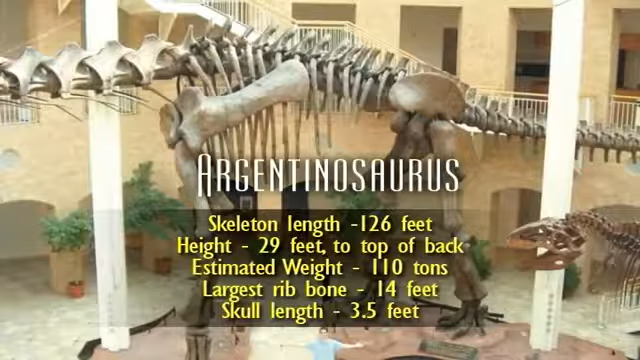 ARGENTINOSAURUS
Skeleton length -126 feet
Height - 29 feet, to top of back
Estimated Weight - 110 tons
Largest rib bone - 14 feet
Skull length - 3.5 feet